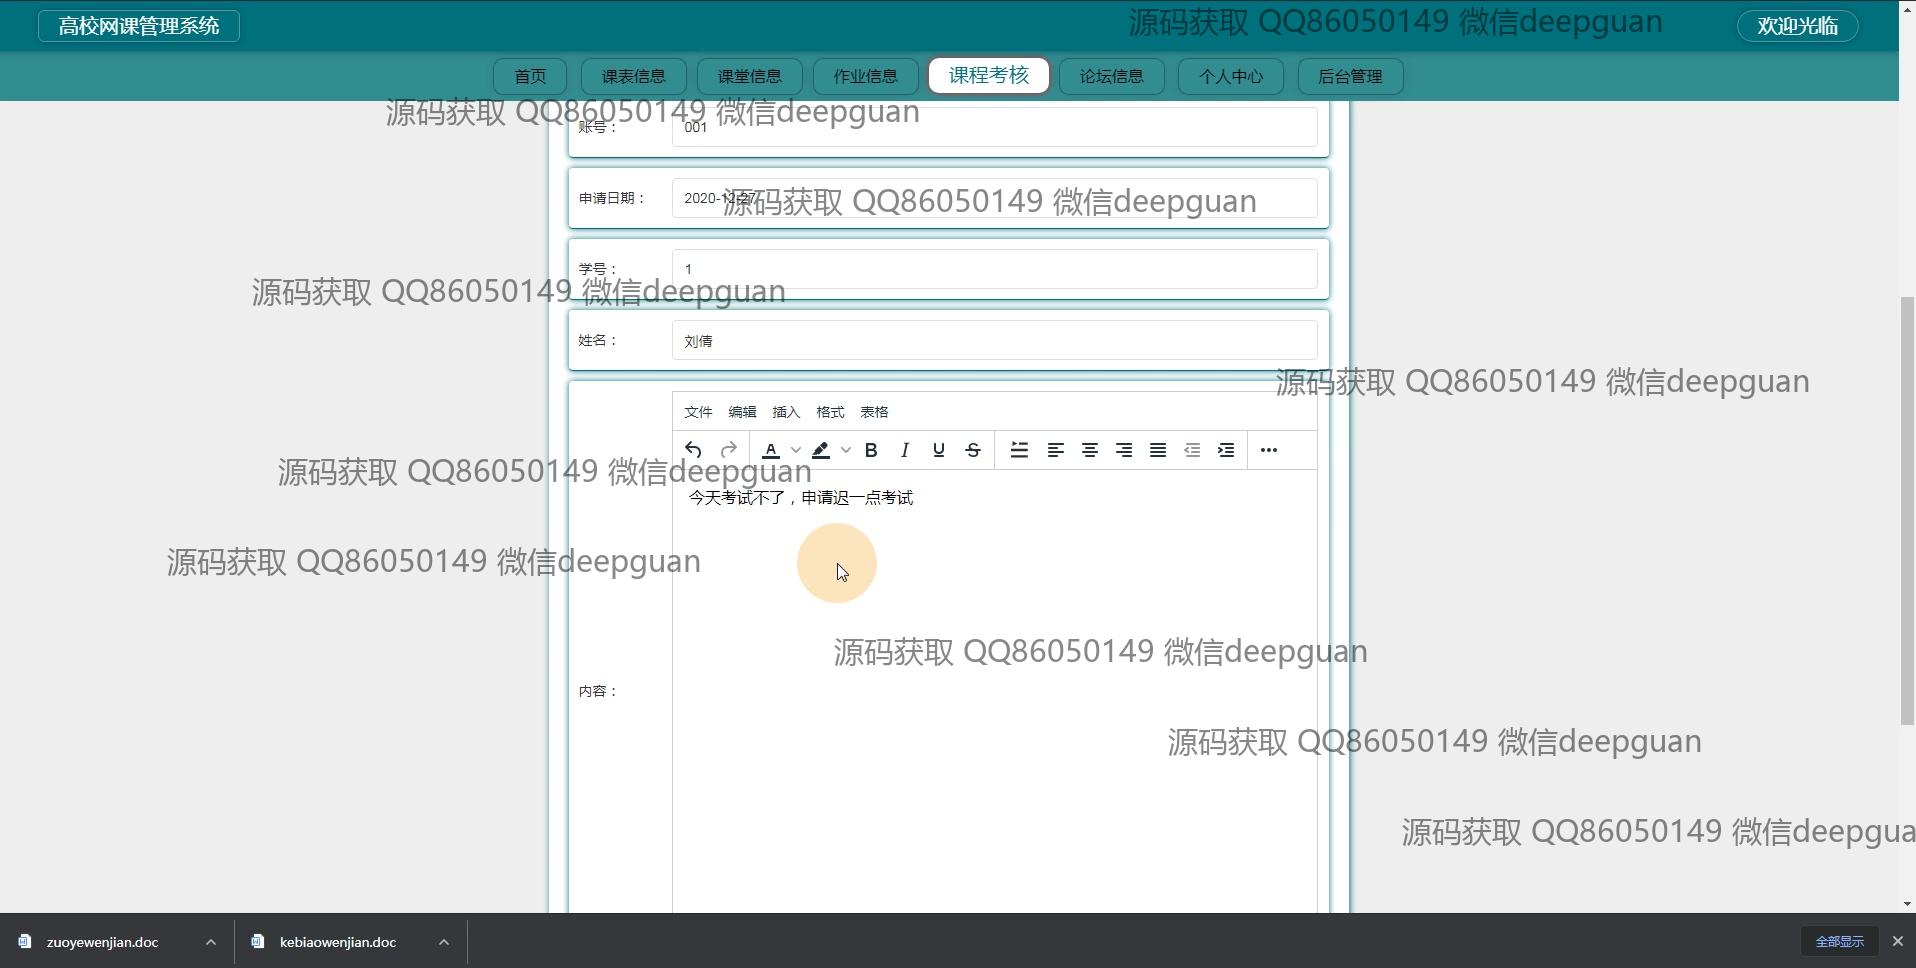 高校网课管理系统
源码获取 QQ86050149 微信deepguan
欢迎光临
首页 课表信息 课堂信息 作业信息 课程考核 论坛信息 个人中心 后台管理
源码获取 QQ86050149 微信deepguan
账号： 001
申请日期： 2020-12-27
源码获取 QQ86050149 微信deepguan
学号： 1
源码获取 QQ86050149 微信deepguan
姓名： 刘倩
源码获取 QQ86050149 微信deepguan
文件 编辑 插入 格式 表格
A B I U S
源码获取 QQ86050149 微信deepguan
今天考试不了，申请迟一点考试
源码获取 QQ86050149 微信deepguan
源码获取 QQ86050149 微信deepguan
内容：
源码获取 QQ86050149 微信deepguan
源码获取 QQ86050149 微信deepgua
zuoyewenjian.doc kebiaowenjian.doc 全部显示